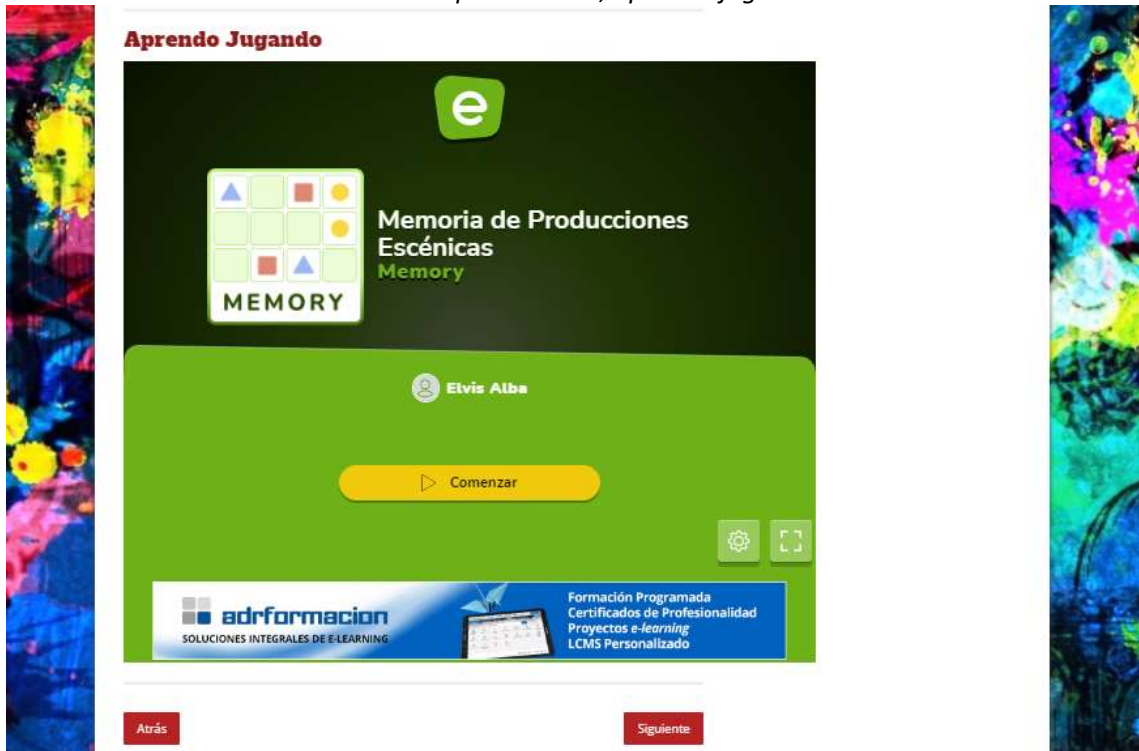 Aprendo Jugando
e
Memoria de Producciones
Escénicas
Memory
MEMORY
Elvis Alba
Comenzar
adrformacion
SOLUCIONES INTEGRALES DE E-LEARNING
Formación Programada
Certificados de Profesionalidad
Proyectos e-learning
LCMS Personalizado
Atrás
Siguiente